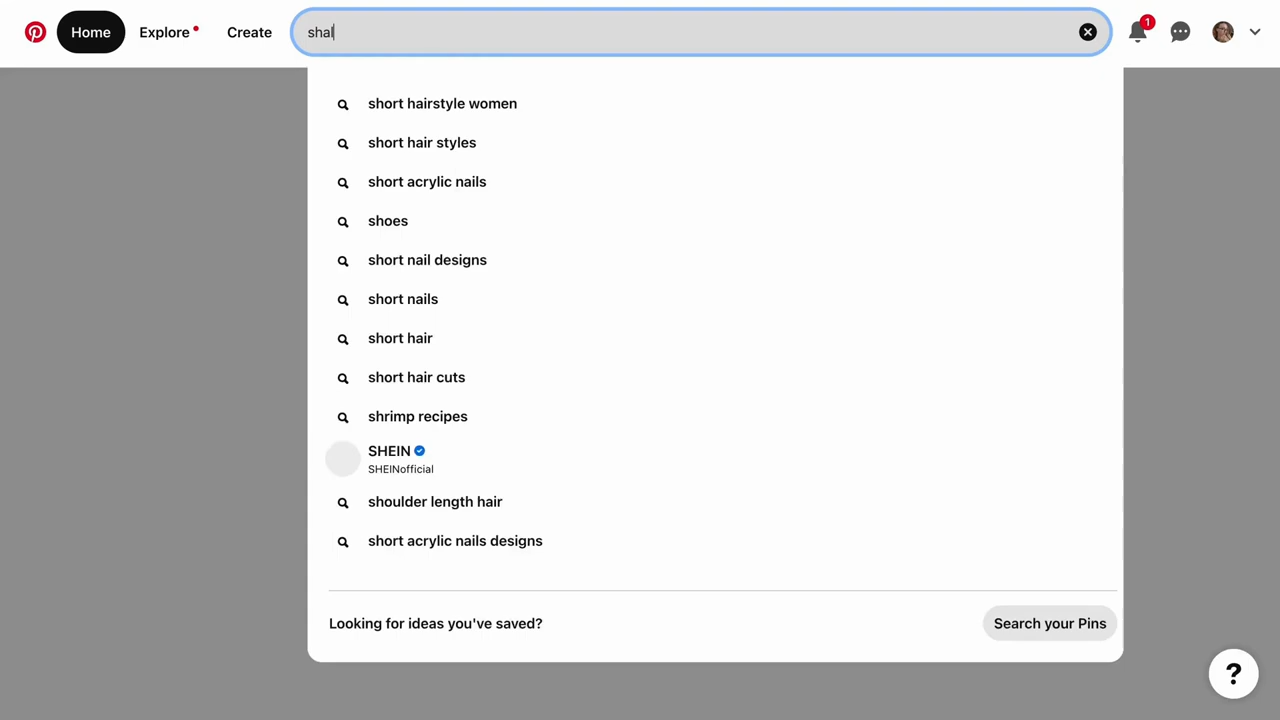 Home
Explore
Create
shal
1
short hairstyle women
short hair styles
short acrylic nails
shoes
short nail designs
short nails
short hair
short hair cuts
shrimp recipes
SHEIN
SHEINofficial
shoulder length hair
short acrylic nails designs
Looking for ideas you've saved?
Search your Pins
?